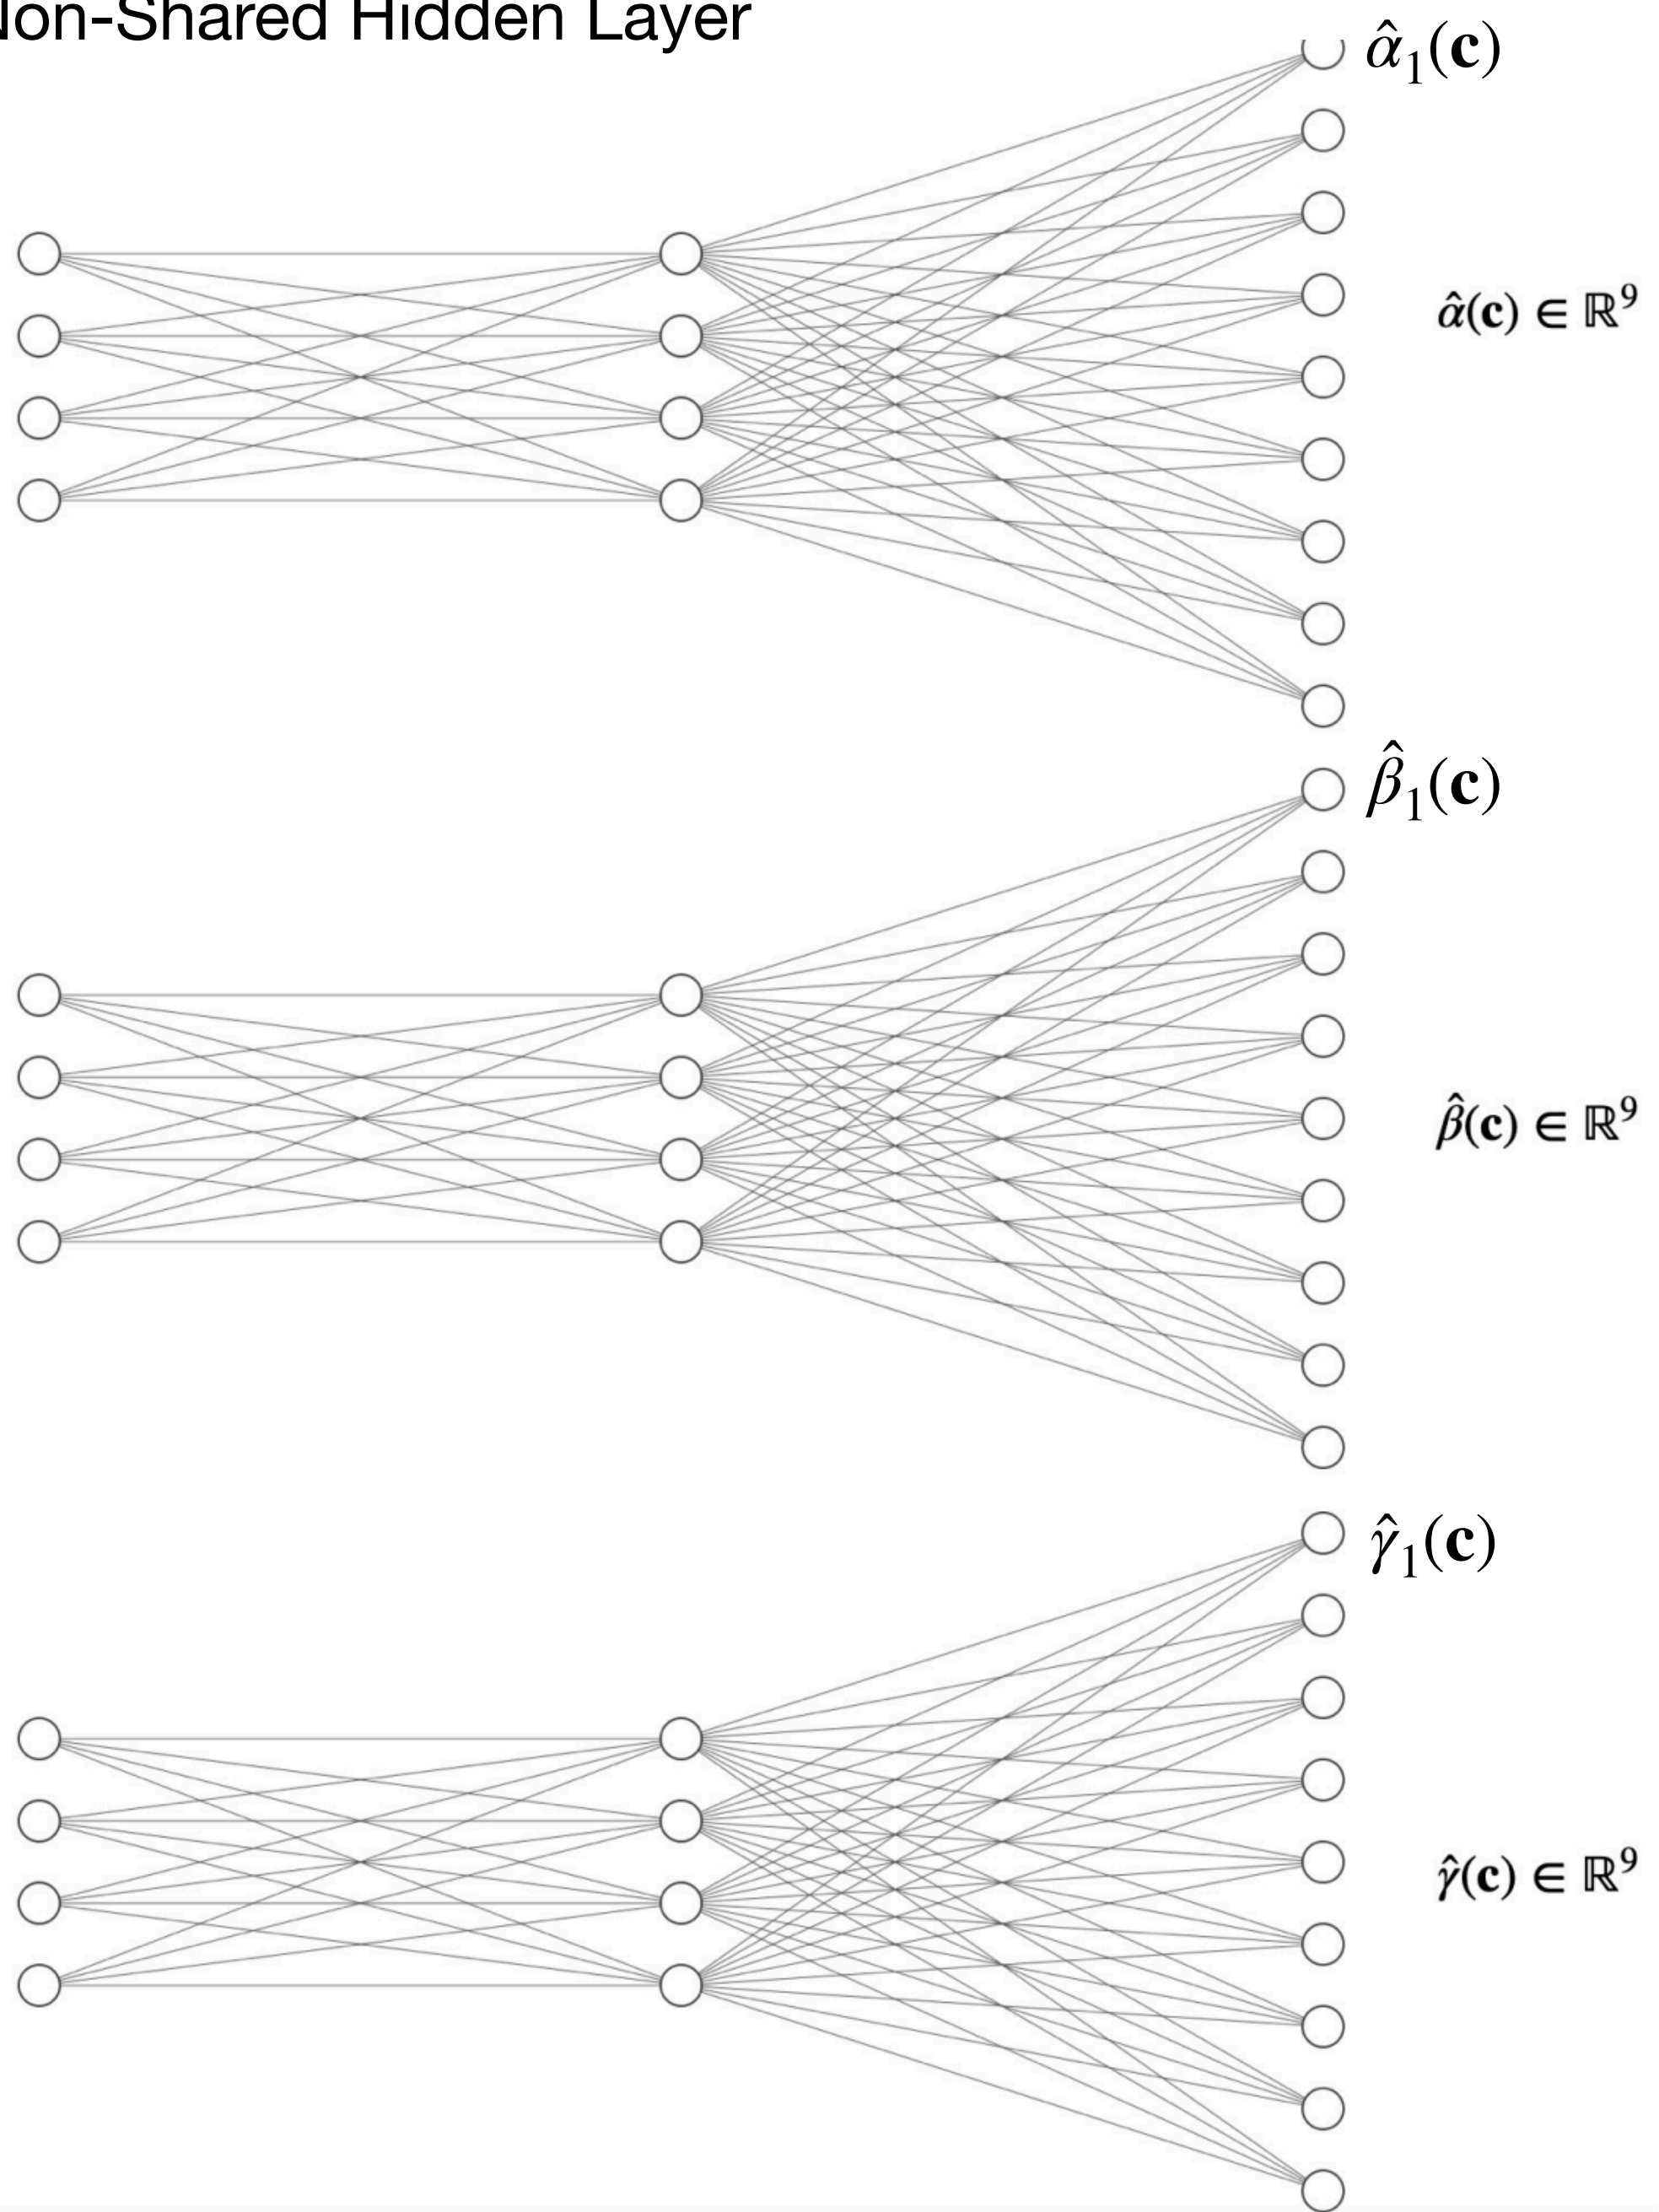 Non-Shared Hidden Layer
α̂₁(c)
α̂(c) ∈ ℝ⁹
β̂₁(c)
β̂(c) ∈ ℝ⁹
γ̂₁(c)
γ̂(c) ∈ ℝ⁹